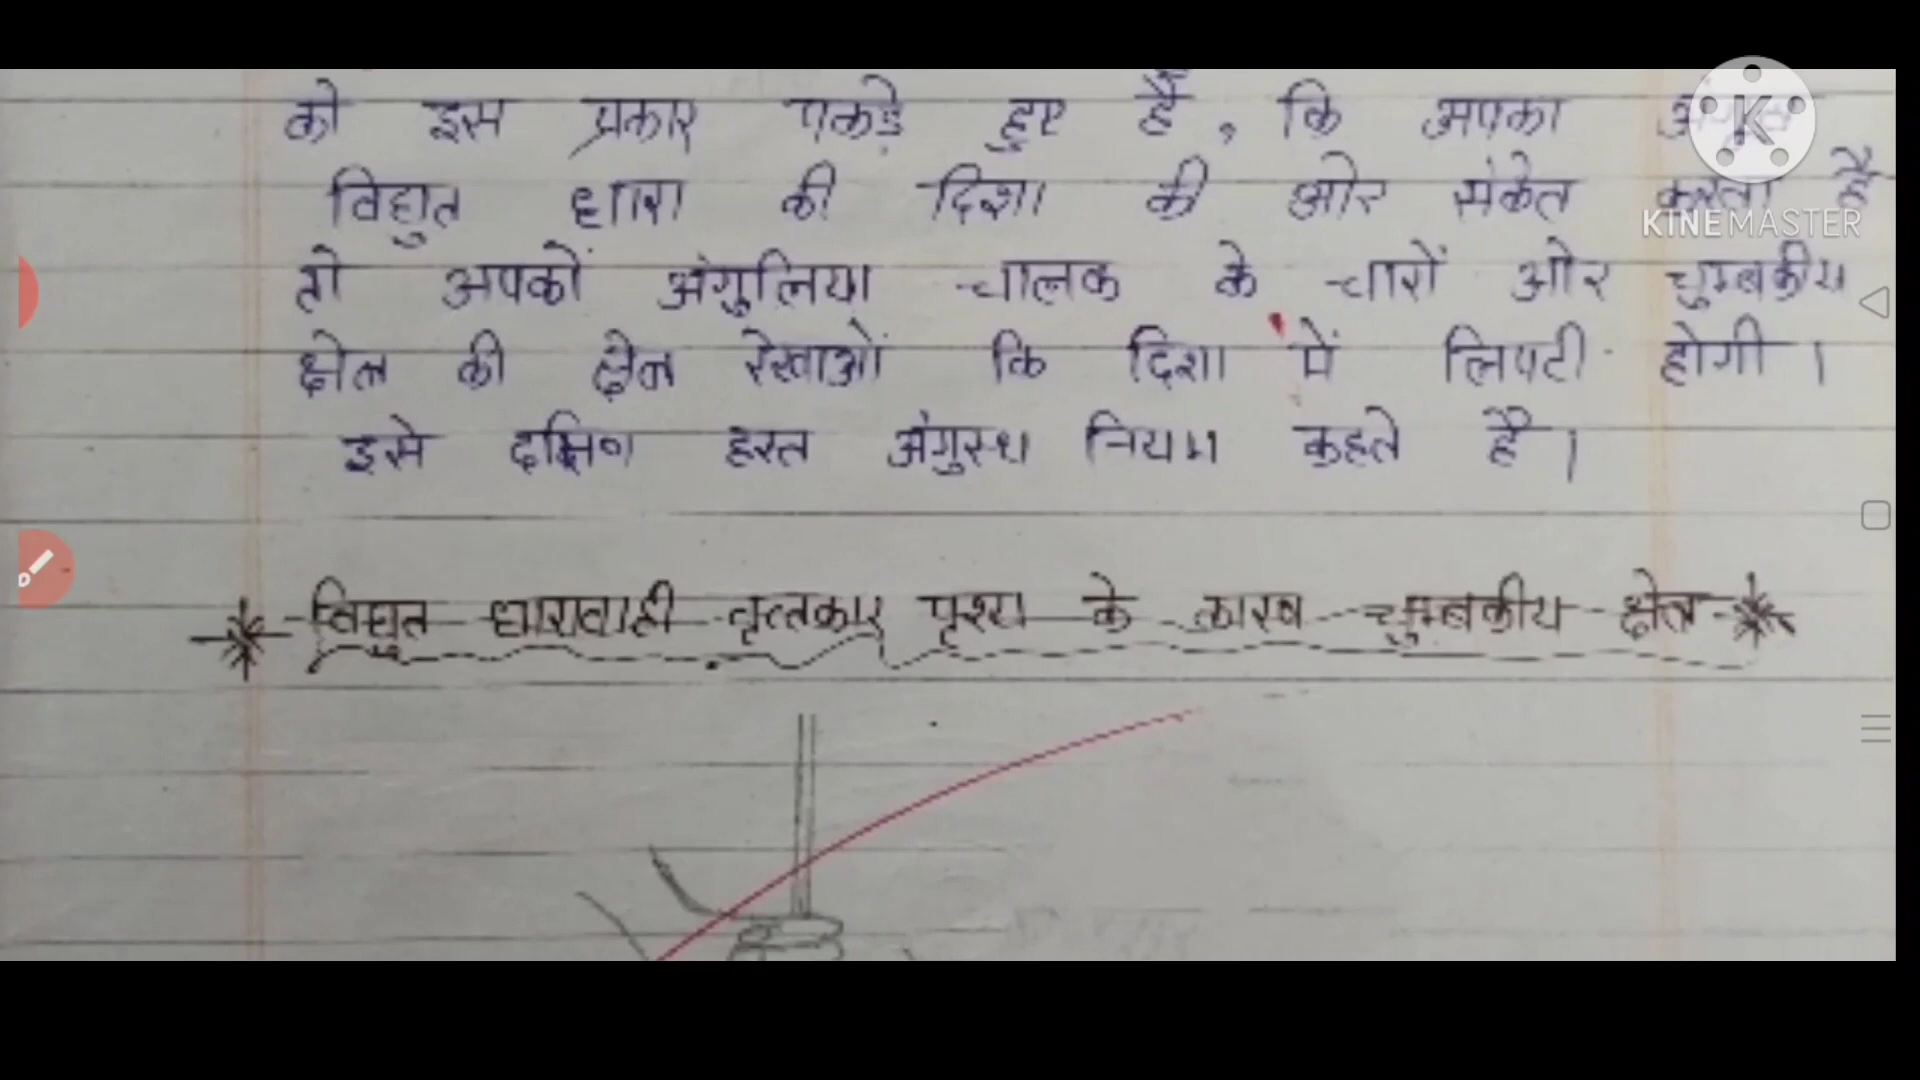 को इस प्रकार पकड़े हुए है, कि अपका
विद्युत धारा की दिशा की ओर संकेत करता है
तो अपकों अंगुलिया चालक के चारों ओर चुम्बकीय
क्षेत्र की क्षेत्र रेखाओं कि दिशा में लिपटी होगी ।
इसे दक्षिण हस्त अंगुस्थ नियम कहते है ।
विद्युत धारावाही वृत्तकार के कारण चुम्बकीय क्षेत्र
K
KINEMASTER